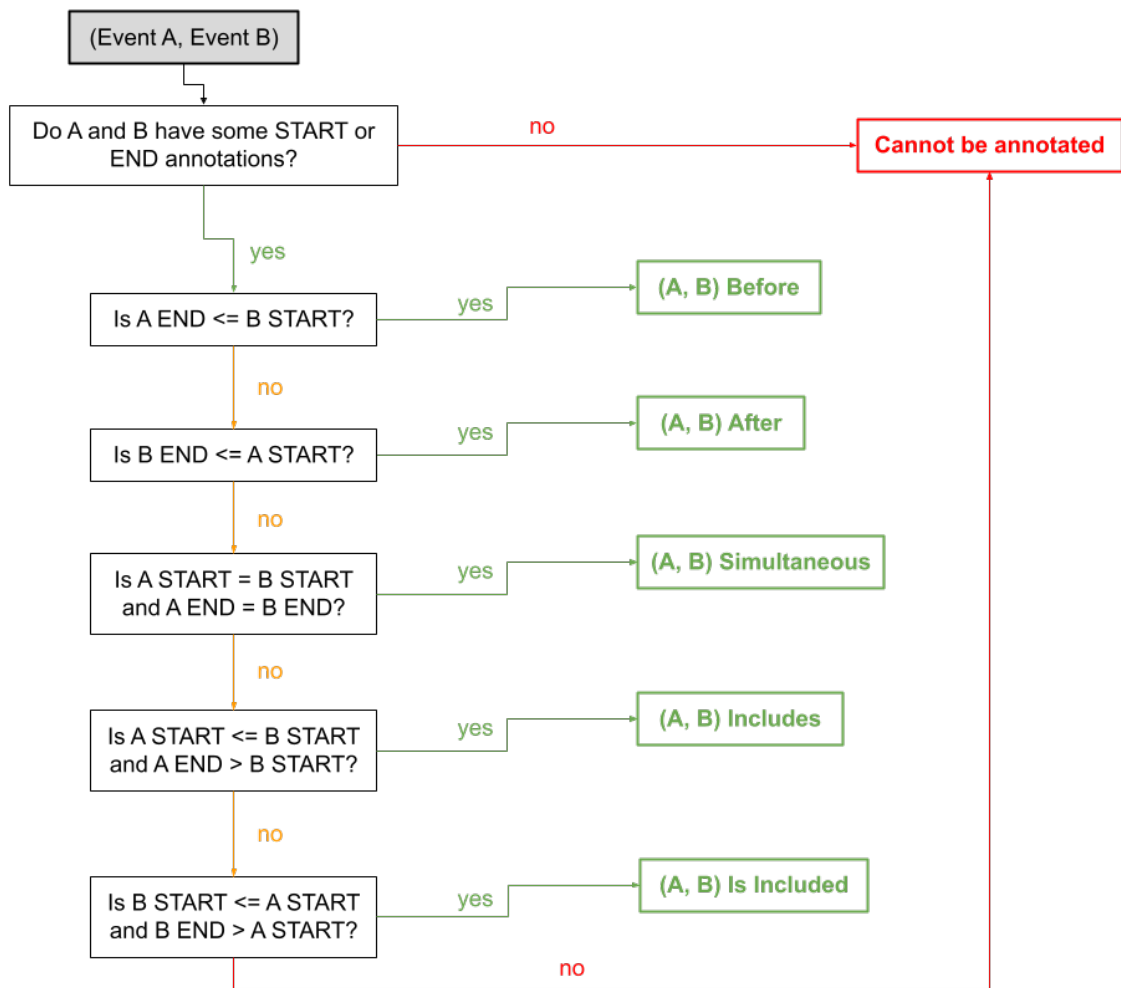 (Event A, Event B)
Do A and B have some START or
END annotations?
no
Cannot be annotated
yes
Is A END <= B START?
yes
(A, B) Before
no
Is B END <= A START?
yes
(A, B) After
no
Is A START = B START
and A END = B END?
yes
(A, B) Simultaneous
no
Is A START <= B START
and A END > B START?
yes
(A, B) Includes
no
Is B START <= A START
and B END > A START?
yes
(A, B) Is Included
no